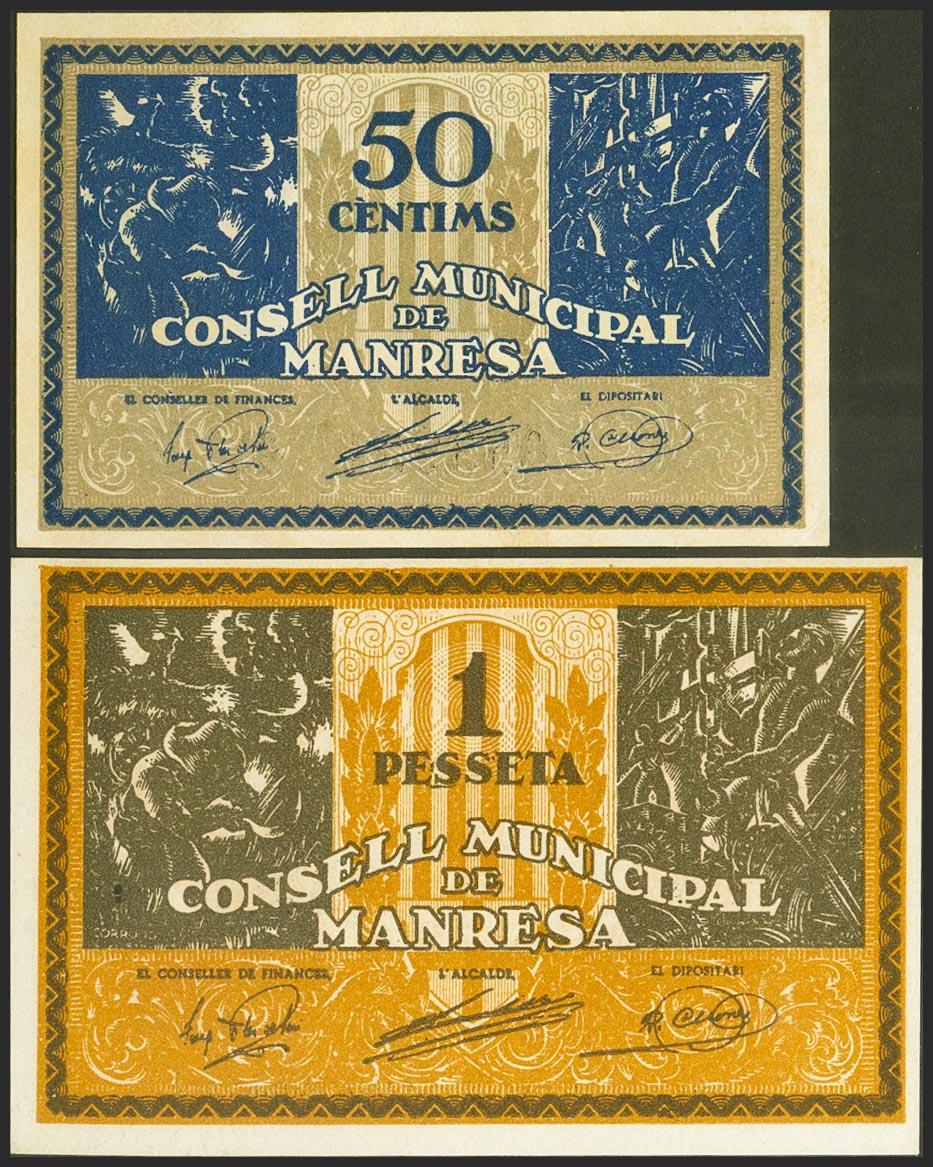 50
CÈNTIMS
CONSELL MUNICIPAL
DE
MANRESA
EL CONSELLER DE FINANCES, L'ALCALDE, EL DIPOSITARI
1
PESSETA
CONSELL MUNICIPAL
DE
MANRESA
EL CONSELLER DE FINANCES, L'ALCALDE, EL DIPOSITARI